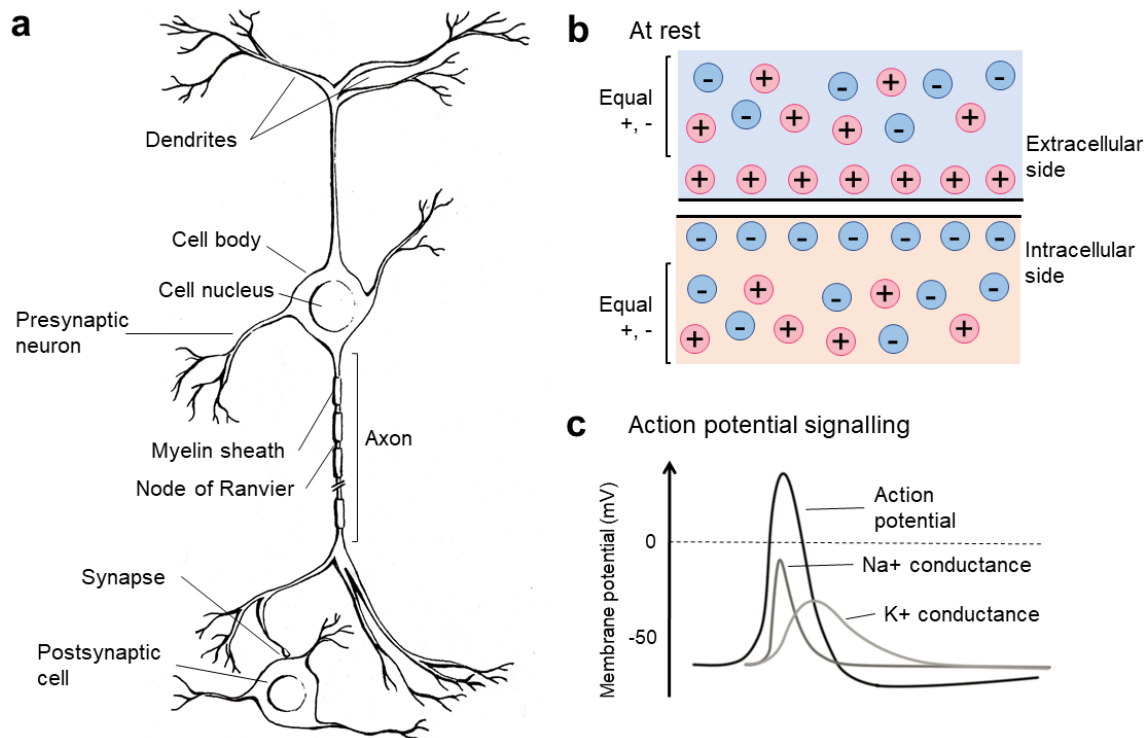 a
Dendrites
Cell body
Cell nucleus
Presynaptic
neuron
Myelin sheath
Axon
Node of Ranvier
Synapse
Postsynaptic
cell
b At rest
- + - + - -
Equal
+, -
+ - + + - +
Extracellular
side
+ + + + + + +
- - - - - - -
Intracellular
side
- + - + - -
Equal
+, -
+ - + + - +
c Action potential signalling
Membrane potential (mV)
Action
potential
0
Na+ conductance
K+ conductance
-50